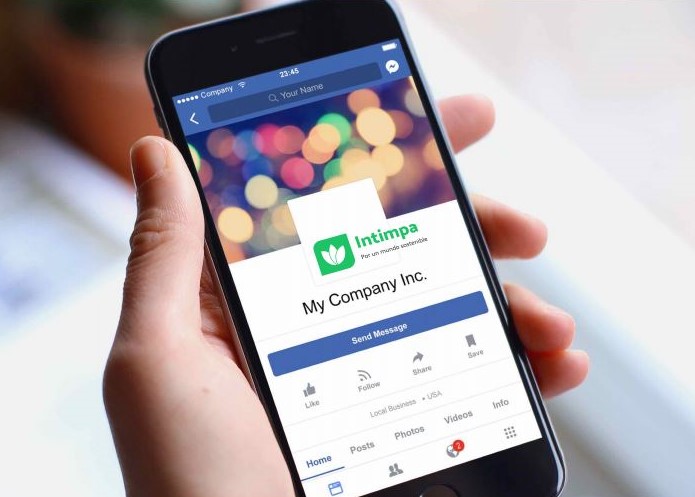 Company
23:45
Your Name
Intimpa
Por un mundo sostenible
My Company Inc.
Send Message
Like
Follow
Share
Save
Local Business • USA
Home
Posts
Photos
Videos
Info
2